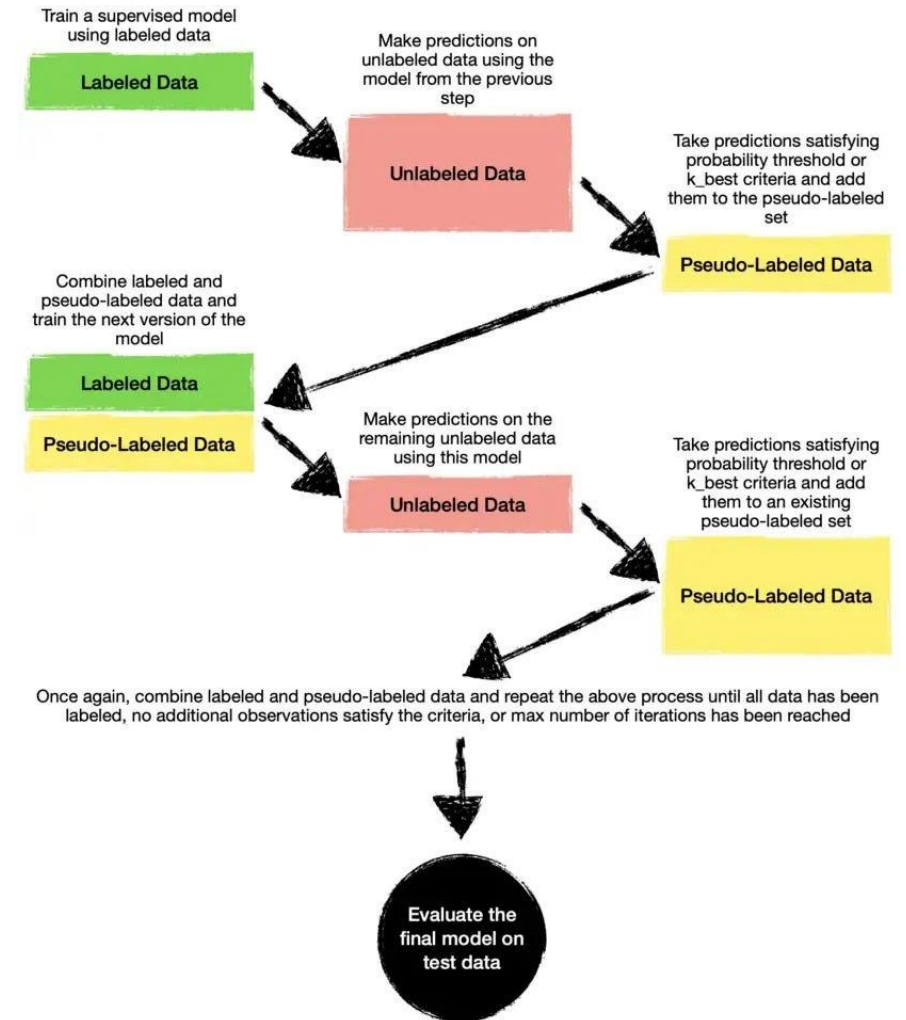 Train a supervised model
using labeled data
Labeled Data
Make predictions on
unlabeled data using the
model from the previous
step
Unlabeled Data
Take predictions satisfying
probability threshold or
k_best criteria and add
them to the pseudo-labeled
set
Pseudo-Labeled Data
Combine labeled and
pseudo-labeled data and
train the next version of the
model
Labeled Data
Pseudo-Labeled Data
Make predictions on the
remaining unlabeled data
using this model
Unlabeled Data
Take predictions satisfying
probability threshold or
k_best criteria and add
them to an existing
pseudo-labeled set
Pseudo-Labeled Data
Once again, combine labeled and pseudo-labeled data and repeat the above process until all data has been
labeled, no additional observations satisfy the criteria, or max number of iterations has been reached
Evaluate the
final model on
test data